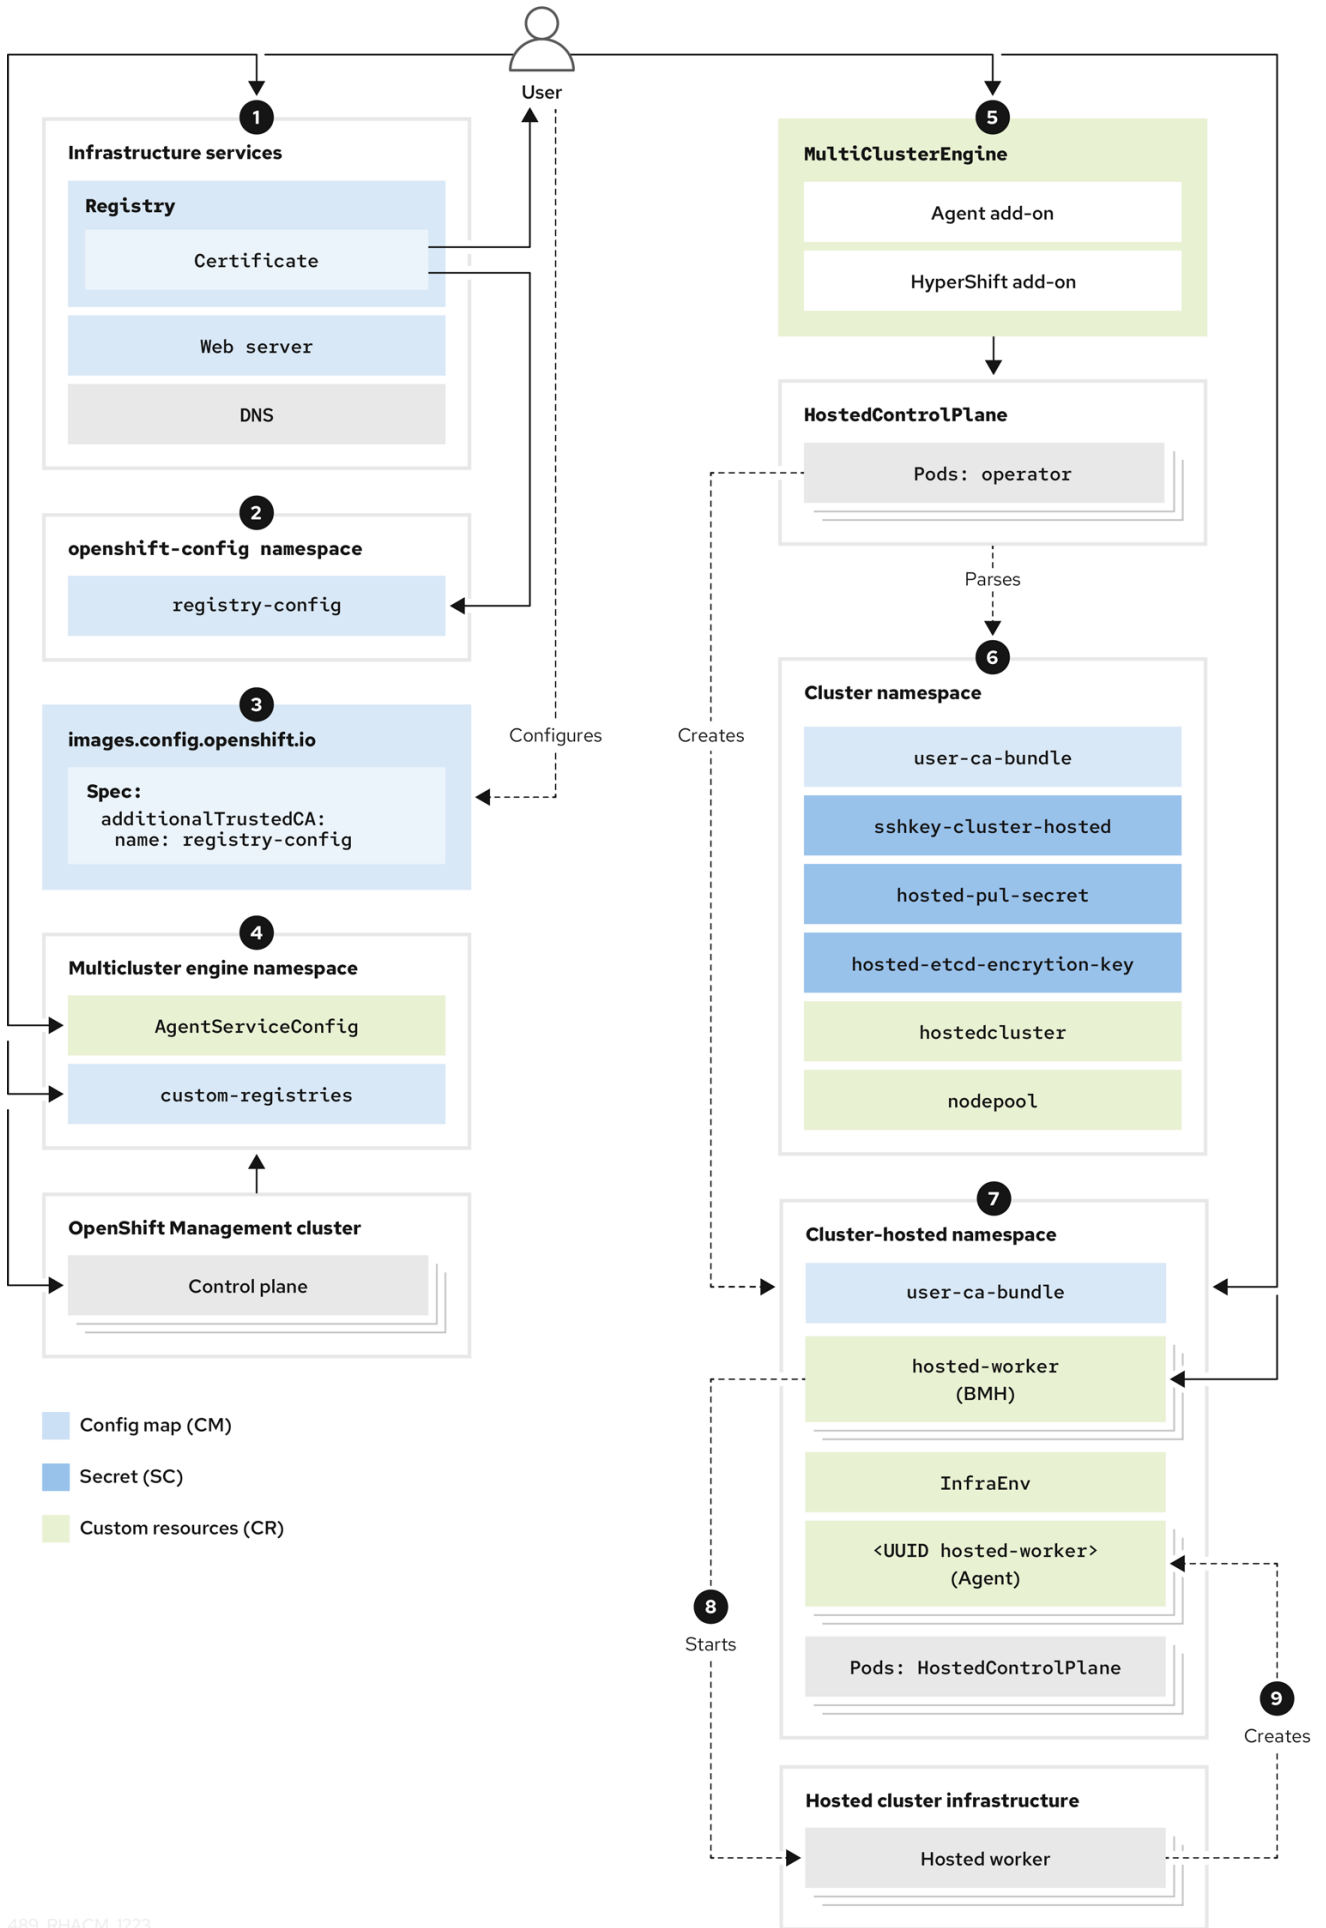 User
1
Infrastructure services
Registry
Certificate
Web server
DNS
2
openshift-config namespace
registry-config
3
images.config.openshift.io
Spec:
additionalTrustedCA:
name: registry-config
Configures
4
Multicluster engine namespace
AgentServiceConfig
custom-registries
OpenShift Management cluster
Control plane
Config map (CM)
Secret (SC)
Custom resources (CR)
5
MultiClusterEngine
Agent add-on
HyperShift add-on
HostedControlPlane
Pods: operator
Parses
Creates
6
Cluster namespace
user-ca-bundle
sshkey-cluster-hosted
hosted-pul-secret
hosted-etcd-encrytion-key
hostedcluster
nodepool
7
Cluster-hosted namespace
user-ca-bundle
hosted-worker
(BMH)
InfraEnv
<UUID hosted-worker>
(Agent)
Pods: HostedControlPlane
8
Starts
9
Creates
Hosted cluster infrastructure
Hosted worker
489_RHACM_1223